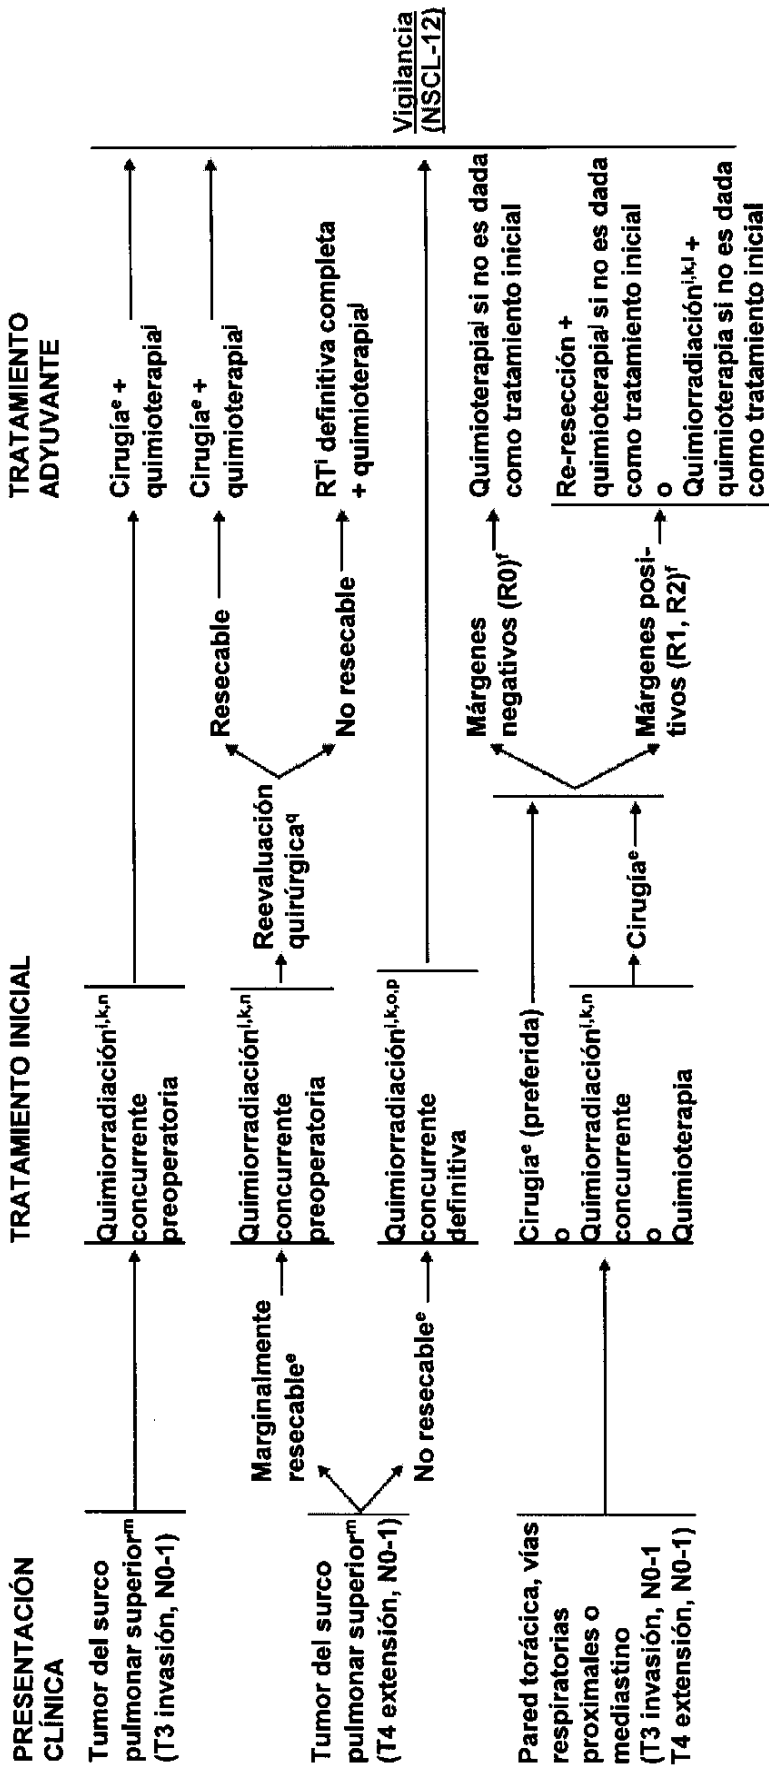 PRESENTACIÓN
CLÍNICA
TRATAMIENTO INICIAL
TRATAMIENTO
ADYUVANTE
Tumor del surco
pulmonar superiorᵐ
(T3 invasión, N0-1)
Quimiorradiaciónⁱ,ᵏ,ⁿ
concurrente
preoperatoria
Cirugíaᵉ +
quimioterapiaʲ
Tumor del surco
pulmonar superiorᵐ
(T4 extensión, N0-1)
Marginalmente
resecableᵉ
Quimiorradiaciónⁱ,ᵏ,ⁿ
concurrente
preoperatoria
Reevaluación
quirúrgica^q
Resecable
Cirugíaᵉ +
quimioterapiaʲ
No resecable
RTⁱ definitiva completa
+ quimioterapiaʲ
No resecableᵉ
Quimiorradiaciónⁱ,ᵏ,ᵒ,ᵖ
concurrente
definitiva
Vigilancia
(NSCL-12)
Pared torácica, vías
respiratorias
proximales o
mediastino
(T3 invasión, N0-1
T4 extensión, N0-1)
Cirugíaᵉ (preferida)
o
Quimiorradiaciónⁱ,ᵏ,ⁿ
concurrente
o
Quimioterapia
Cirugíaᵉ
Márgenes
negativos (R0)ᶠ
Quimioterapiaʲ si no es dada
como tratamiento inicial
Márgenes posi-
tivos (R1, R2)ᶠ
Re-resección +
quimioterapiaʲ si no es dada
como tratamiento inicial
o
Quimiorradiaciónⁱ,ᵏ,ˡ +
quimioterapia si no es dada
como tratamiento inicial